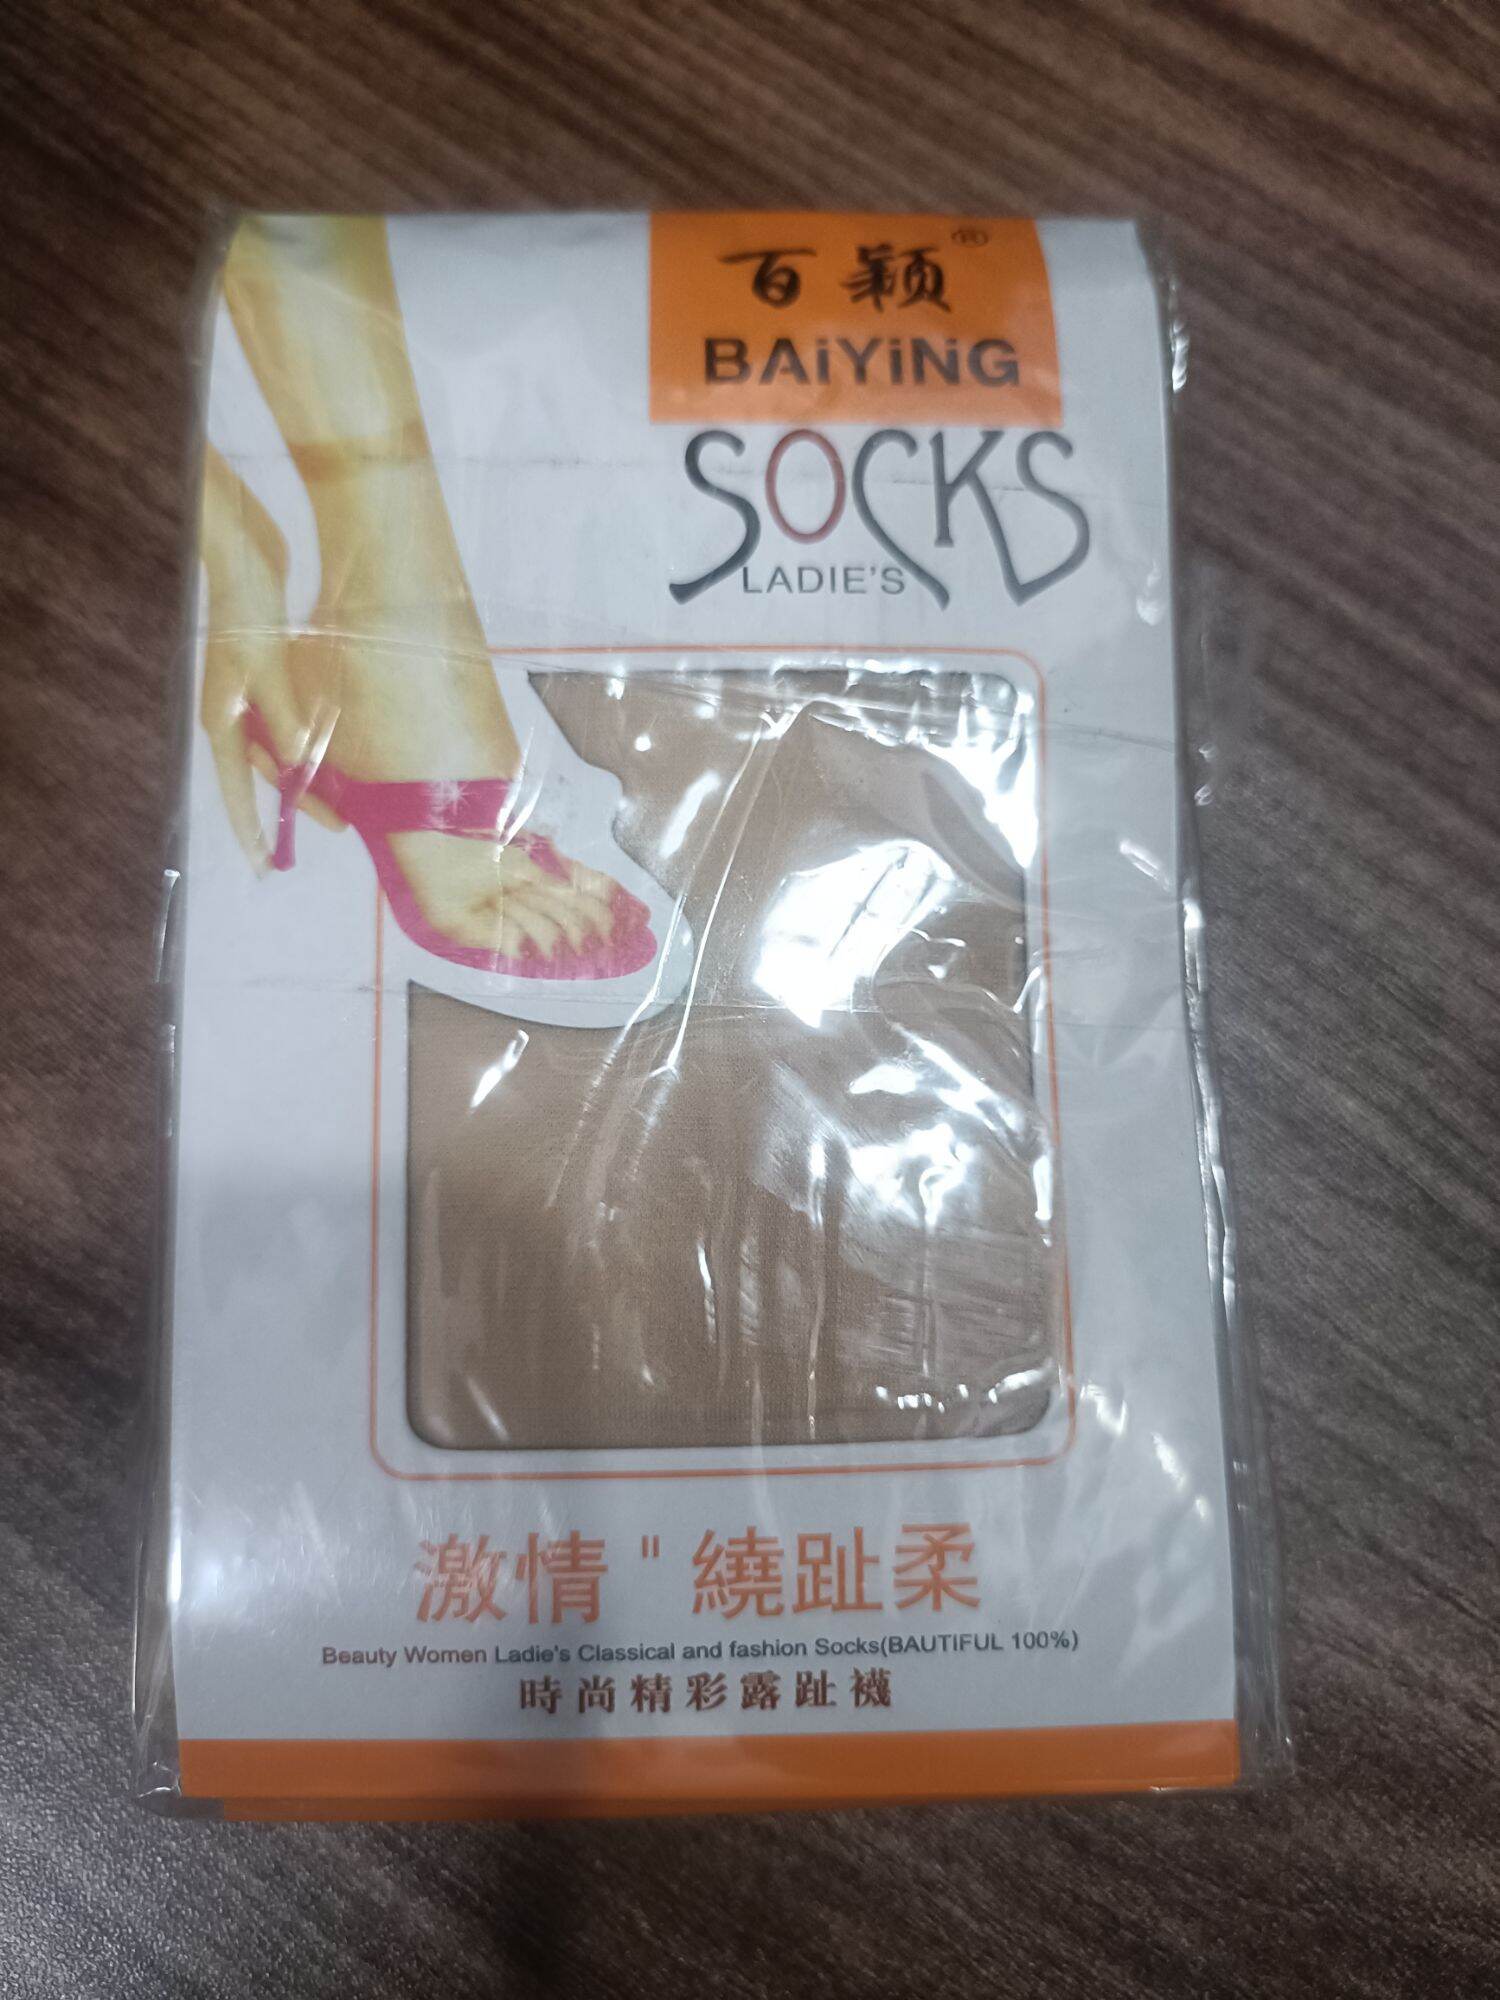 百颖®
BAiYiNG
SOCKS
LADIE'S
激情"繞趾柔
Beauty Women Ladie's Classical and fashion Socks(BAUTIFUL 100%)
時尚精彩露趾襪